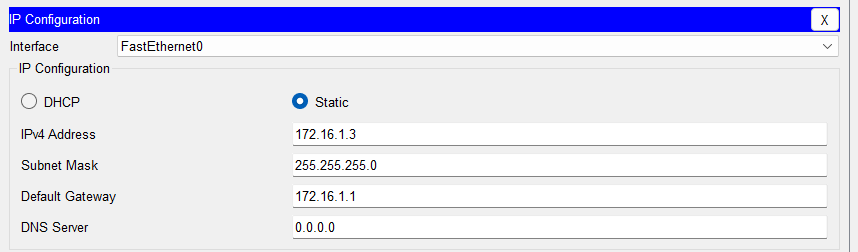 IP Configuration X
Interface FastEthernet0
IP Configuration
DHCP Static
IPv4 Address 172.16.1.3
Subnet Mask 255.255.255.0
Default Gateway 172.16.1.1
DNS Server 0.0.0.0